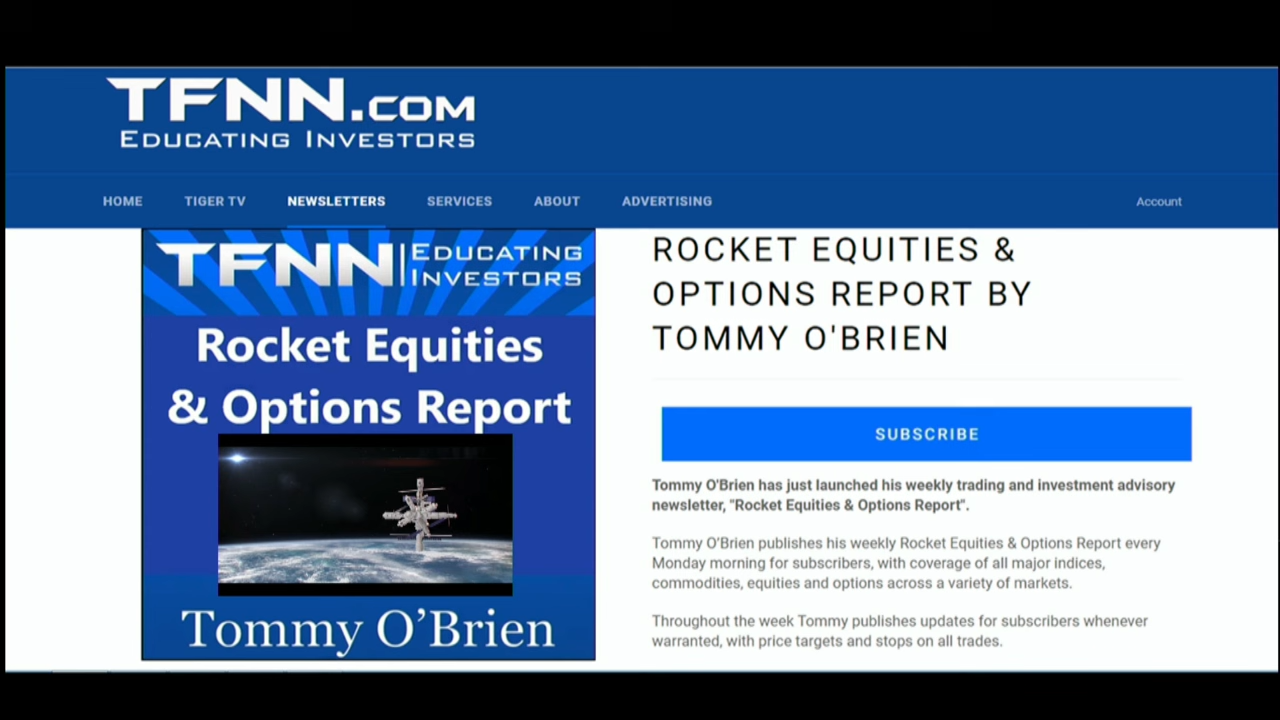 TFNN.COM
EDUCATING INVESTORS
HOME TIGER TV NEWSLETTERS SERVICES ABOUT ADVERTISING Account
TFNN | EDUCATING
INVESTORS
Rocket Equities
& Options Report
Tommy O’Brien
ROCKET EQUITIES &
OPTIONS REPORT BY
TOMMY O'BRIEN
SUBSCRIBE
Tommy O'Brien has just launched his weekly trading and investment advisory
newsletter, "Rocket Equities & Options Report".
Tommy O’Brien publishes his weekly Rocket Equities & Options Report every
Monday morning for subscribers, with coverage of all major indices,
commodities, equities and options across a variety of markets.
Throughout the week Tommy publishes updates for subscribers whenever
warranted, with price targets and stops on all trades.